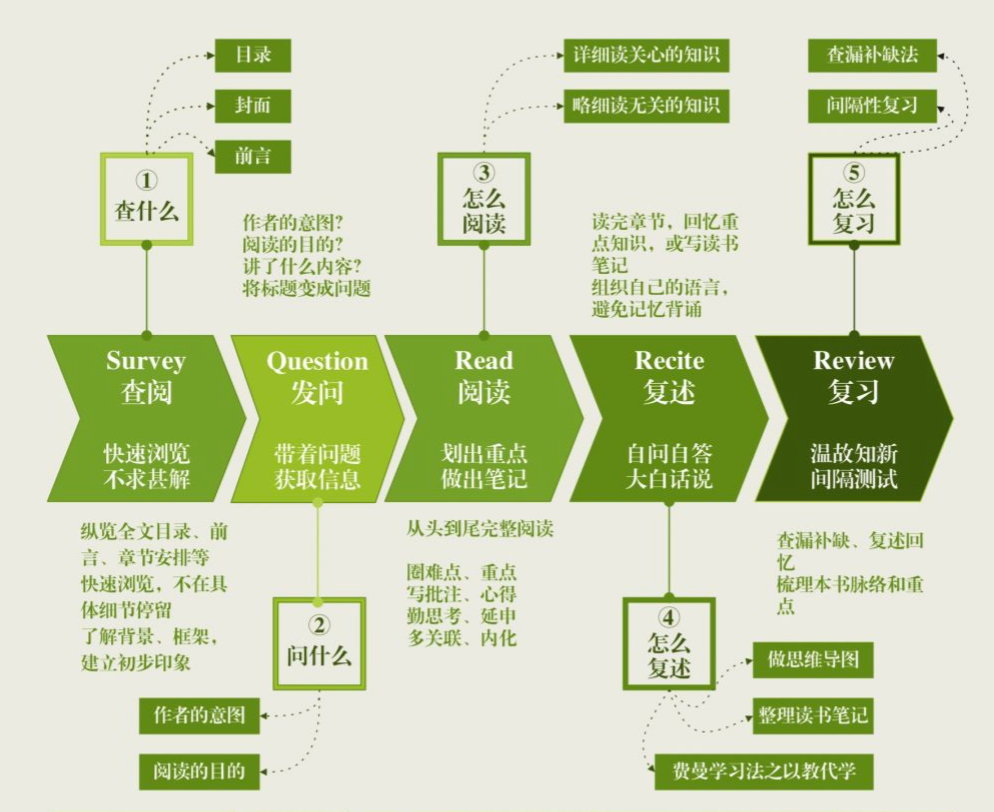 目录
封面
前言
①
查什么
详细读关心的知识
略细读无关的知识
③
怎么
阅读
查漏补缺法
间隔性复习
⑤
怎么
复习
作者的意图?
阅读的目的?
讲了什么内容?
将标题变成问题
读完章节，回忆重
点知识，或写读书
笔记
组织自己的语言，
避免记忆背诵
Survey
查阅
快速浏览
不求甚解
Question
发问
带着问题
获取信息
Read
阅读
划出重点
做出笔记
Recite
复述
自问自答
大白话说
Review
复习
温故知新
间隔测试
纵览全文目录、前
言、章节安排等
快速浏览，不在具
体细节停留
了解背景、框架，
建立初步印象
②
问什么
作者的意图
阅读的目的
从头到尾完整阅读
圈难点、重点
写批注、心得
勤思考、延申
多关联、内化
④
怎么
复述
做思维导图
整理读书笔记
费曼学习法之以教代学
查漏补缺、复述回
忆
梳理本书脉络和重
点